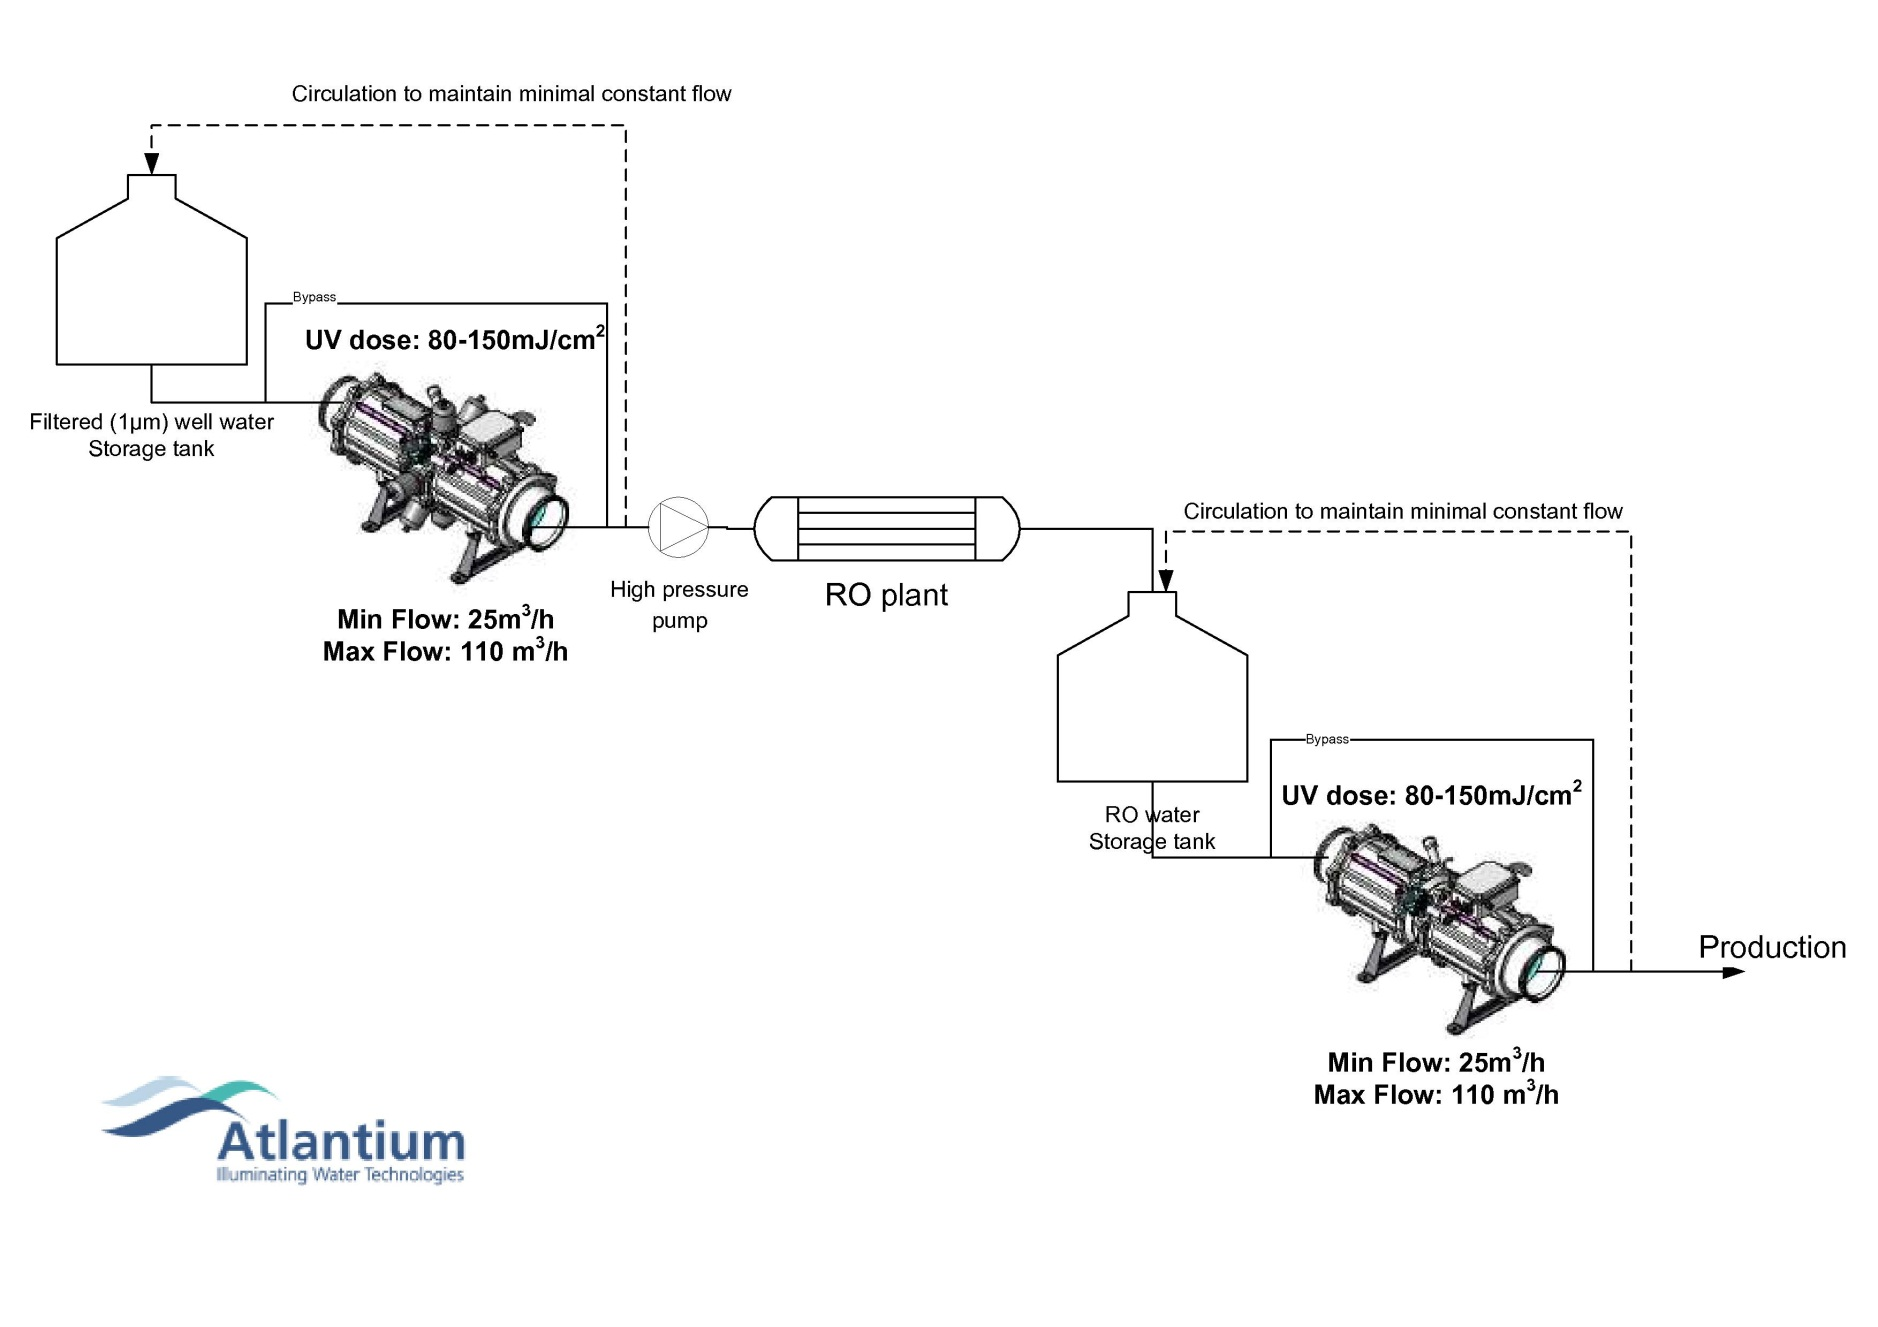 Circulation to maintain minimal constant flow
Bypass
UV dose: 80-150mJ/cm²
Filtered (1µm) well water
Storage tank
Min Flow: 25m³/h
Max Flow: 110 m³/h
High pressure
pump
RO plant
Circulation to maintain minimal constant flow
Bypass
UV dose: 80-150mJ/cm²
RO water
Storage tank
Production
Min Flow: 25m³/h
Max Flow: 110 m³/h
Atlantium
Illuminating Water Technologies